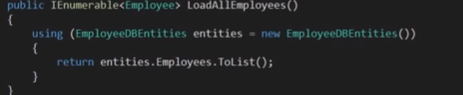 public IEnumerable<Employee> LoadAllEmployees()
{
using (EmployeeDBEntities entities = new EmployeeDBEntities())
{
return entities.Employees.ToList();
}
}